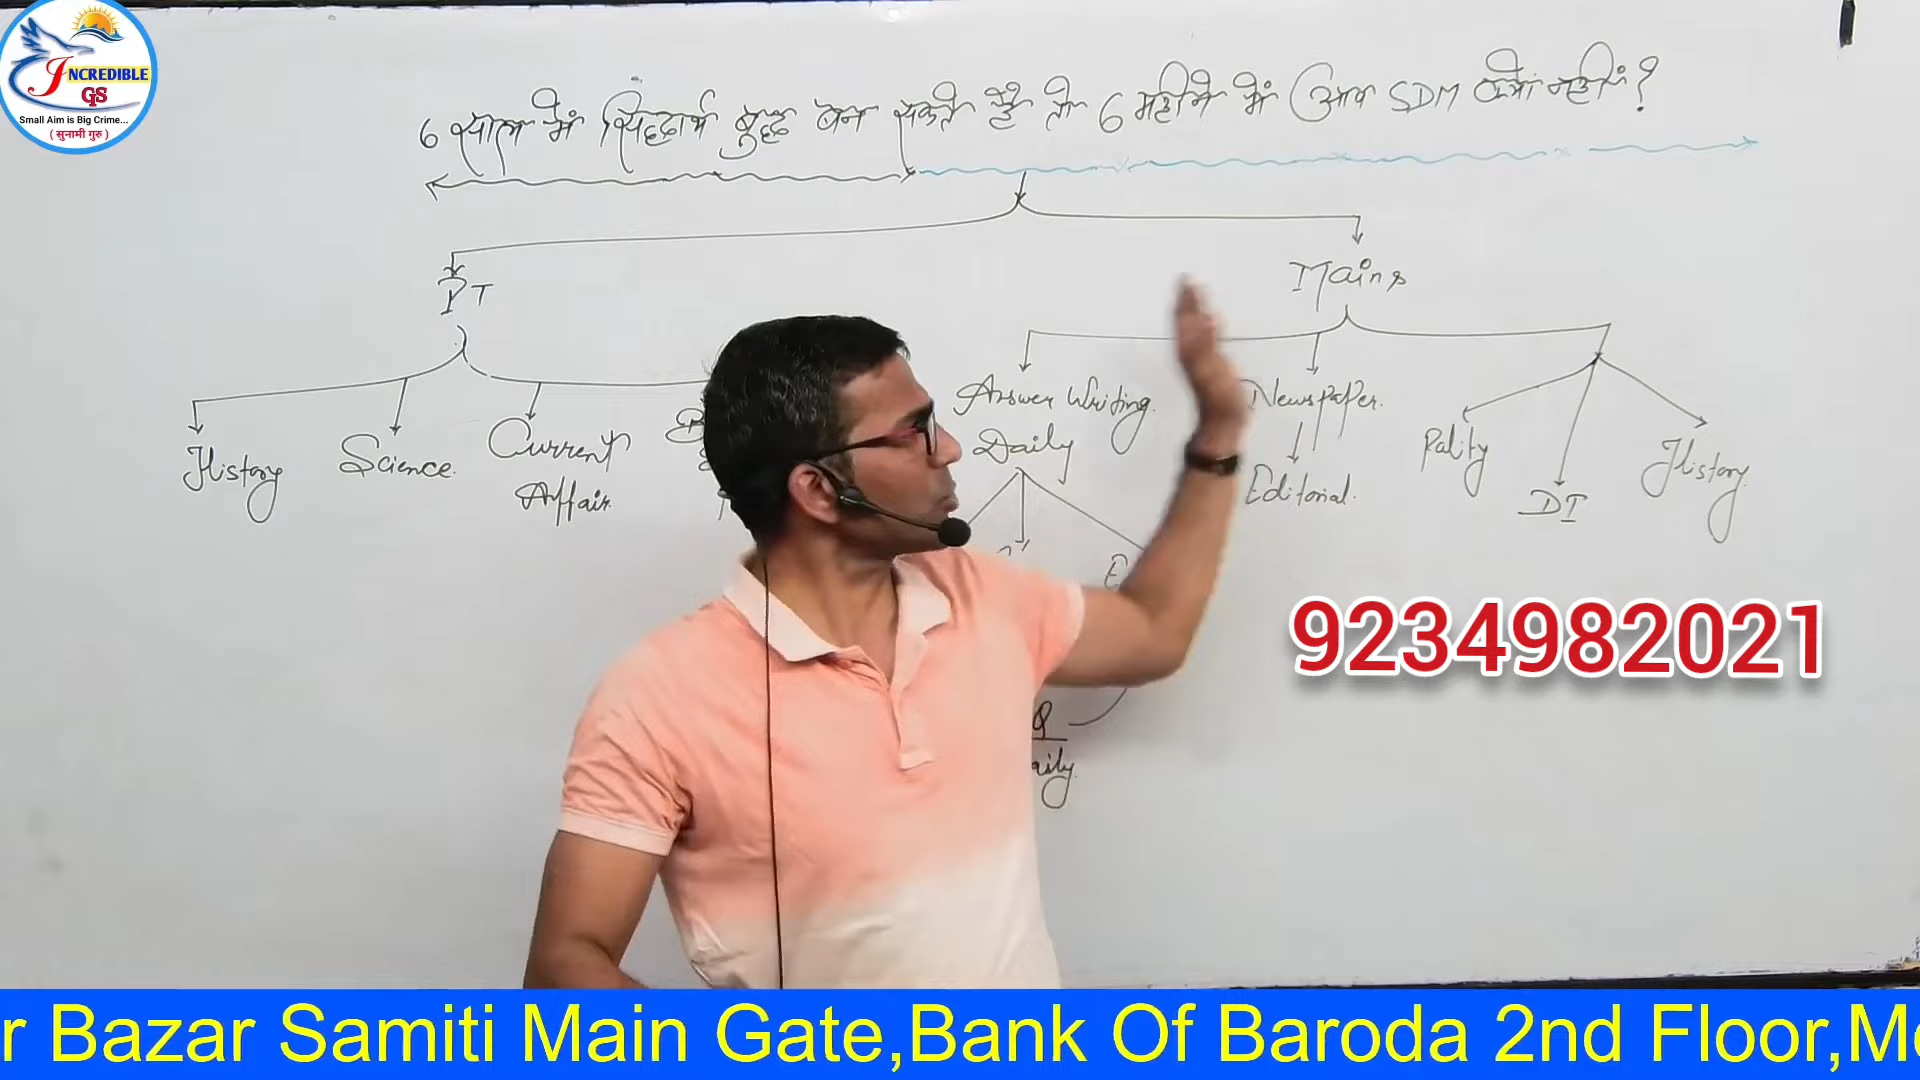 INCREDIBLE
GS
Small Aim is Big Crime...
( सुनामी गुरु )
6 साल में सिद्धार्थ बुद्ध बन सकते हैं तो 6 महीने में आप SDM क्यों नहीं?
PT
Mains
History
Science.
Current
Affair.
Answer Writing.
Daily
Newspaper.
Editorial.
Polity
DI
History.
E
Q
aily.
9234982021
r Bazar Samiti Main Gate,Bank Of Baroda 2nd Floor,Mo